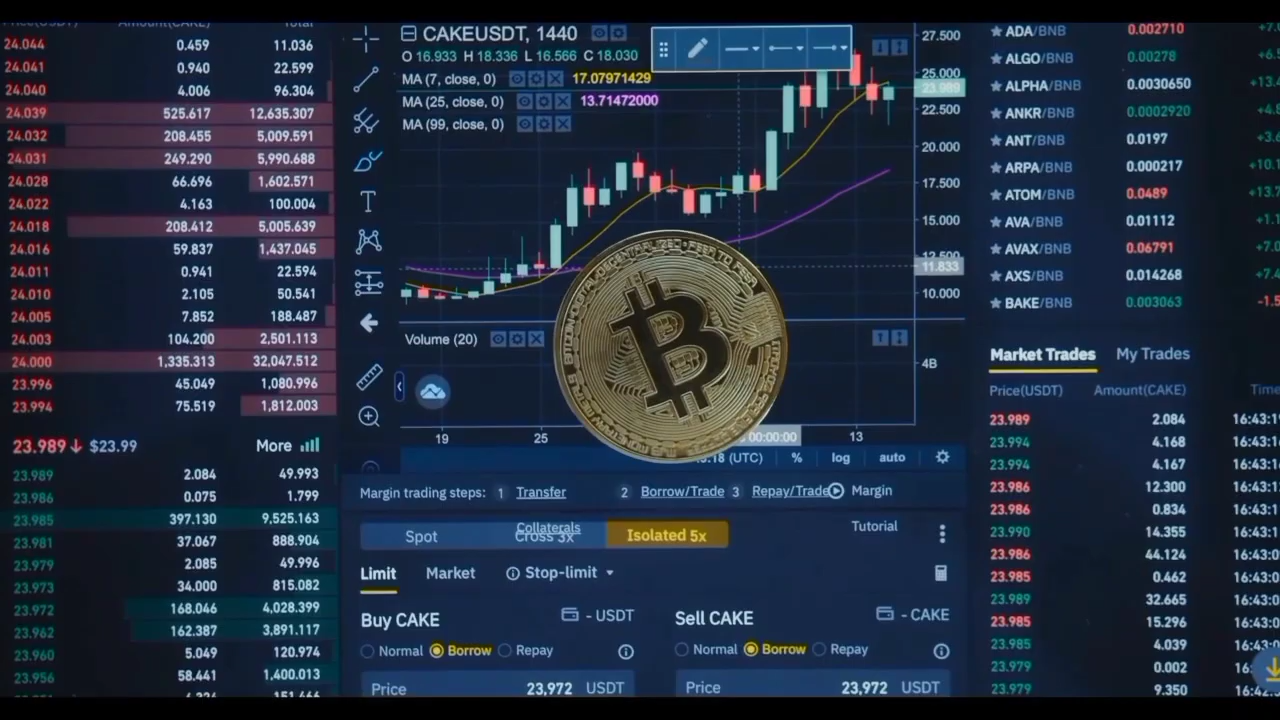 Price(USDT) Amount(CAKE) Total
24.044 0.459 11.036
24.041 0.940 22.599
24.040 4.006 96.304
24.039 525.617 12,635.307
24.032 208.455 5,009.591
24.031 249.290 5,990.688
24.028 66.696 1,602.571
24.022 4.163 100.004
24.018 208.412 5,005.639
24.016 59.837 1,437.045
24.011 0.941 22.594
24.010 2.105 50.541
24.005 7.852 188.487
24.003 104.200 2,501.113
24.000 1,335.313 32,047.512
23.996 45.049 1,080.996
23.994 75.519 1,812.003
23.989↓ $23.99 More
23.989 2.084 49.993
23.986 0.075 1.799
23.985 397.130 9,525.163
23.981 37.067 888.904
23.979 2.085 49.996
23.973 34.000 815.082
23.972 168.046 4,028.399
23.962 162.387 3,891.117
23.960 5.049 120.974
23.956 58.441 1,400.013
CAKEUSDT, 1440
O 16.933 H 18.336 L 16.566 C 18.030
MA (7, close, 0) 17.07971429
MA (25, close, 0) 13.71472000
MA (99, close, 0)
27.500
25.000
23.989
22.500
20.000
17.500
15.000
12.500
11.833
10.000
Volume (20)
4B
19 25 00:00:00 13
(UTC) % log auto
DECENTRALIZED PEER TO PEER
Margin trading steps: 1 Transfer 2 Borrow/Trade 3 Repay/Trade Margin
Collaterals Tutorial
Spot Cross 3x Isolated 5x
Limit Market Stop-limit
Buy CAKE - USDT
Normal Borrow Repay
Price 23,972 USDT
Sell CAKE - CAKE
Normal Borrow Repay
Price 23,972 USDT
ADA/BNB 0.002710
ALGO/BNB 0.00278
ALPHA/BNB 0.0030650
ANKR/BNB 0.0002920
ANT/BNB 0.0197
ARPA/BNB 0.000217
ATOM/BNB 0.0489
AVA/BNB 0.01112
AVAX/BNB 0.06791
AXS/BNB 0.014268
BAKE/BNB 0.003063
Market Trades My Trades
Price(USDT) Amount(CAKE) Time
23.989 2.084
23.994 4.168
23.994 4.167
23.986 12.300
23.986 0.834
23.990 14.355
23.986 44.124
23.985 0.462
23.989 32.665
23.985 15.296
23.985 4.039
23.979 0.002
23.979 9.350